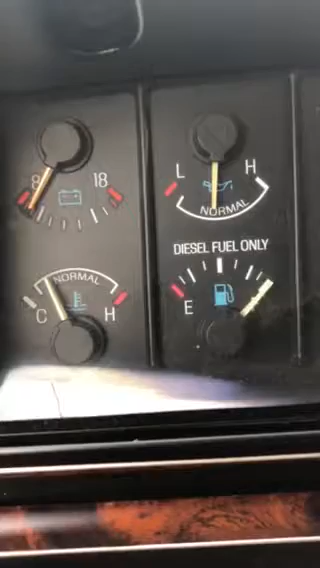 8 18
L H
NORMAL
DIESEL FUEL ONLY
NORMAL
C H
E